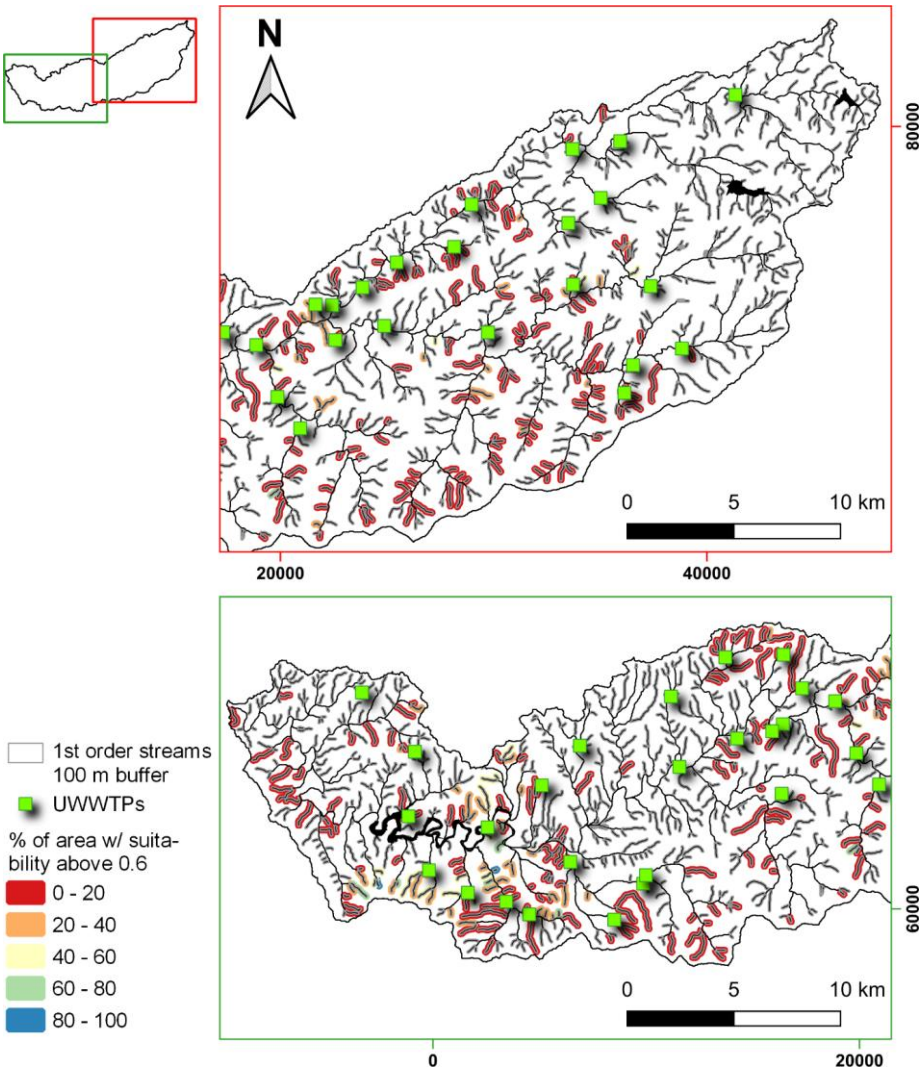 N
80000
0 5 10 km
20000 40000
1st order streams
100 m buffer
UWWTPs
% of area w/ suita-
bility above 0.6
0 - 20
20 - 40
40 - 60
60 - 80
80 - 100
60000
0 5 10 km
0 20000